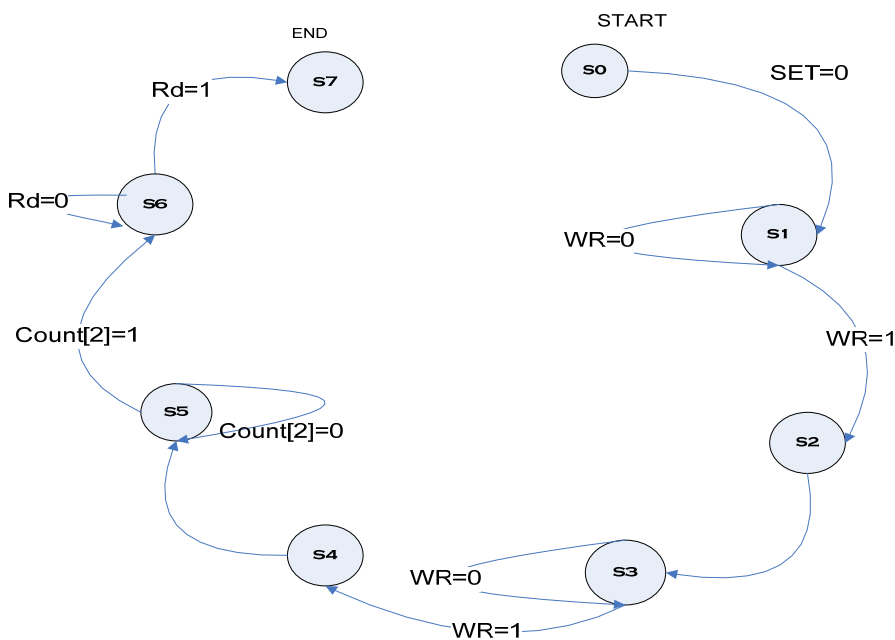 START
END
S0
SET=0
S7
Rd=1
Rd=0
S6
WR=0
S1
Count[2]=1
WR=1
S5
Count[2]=0
S2
S4
WR=0
S3
WR=1